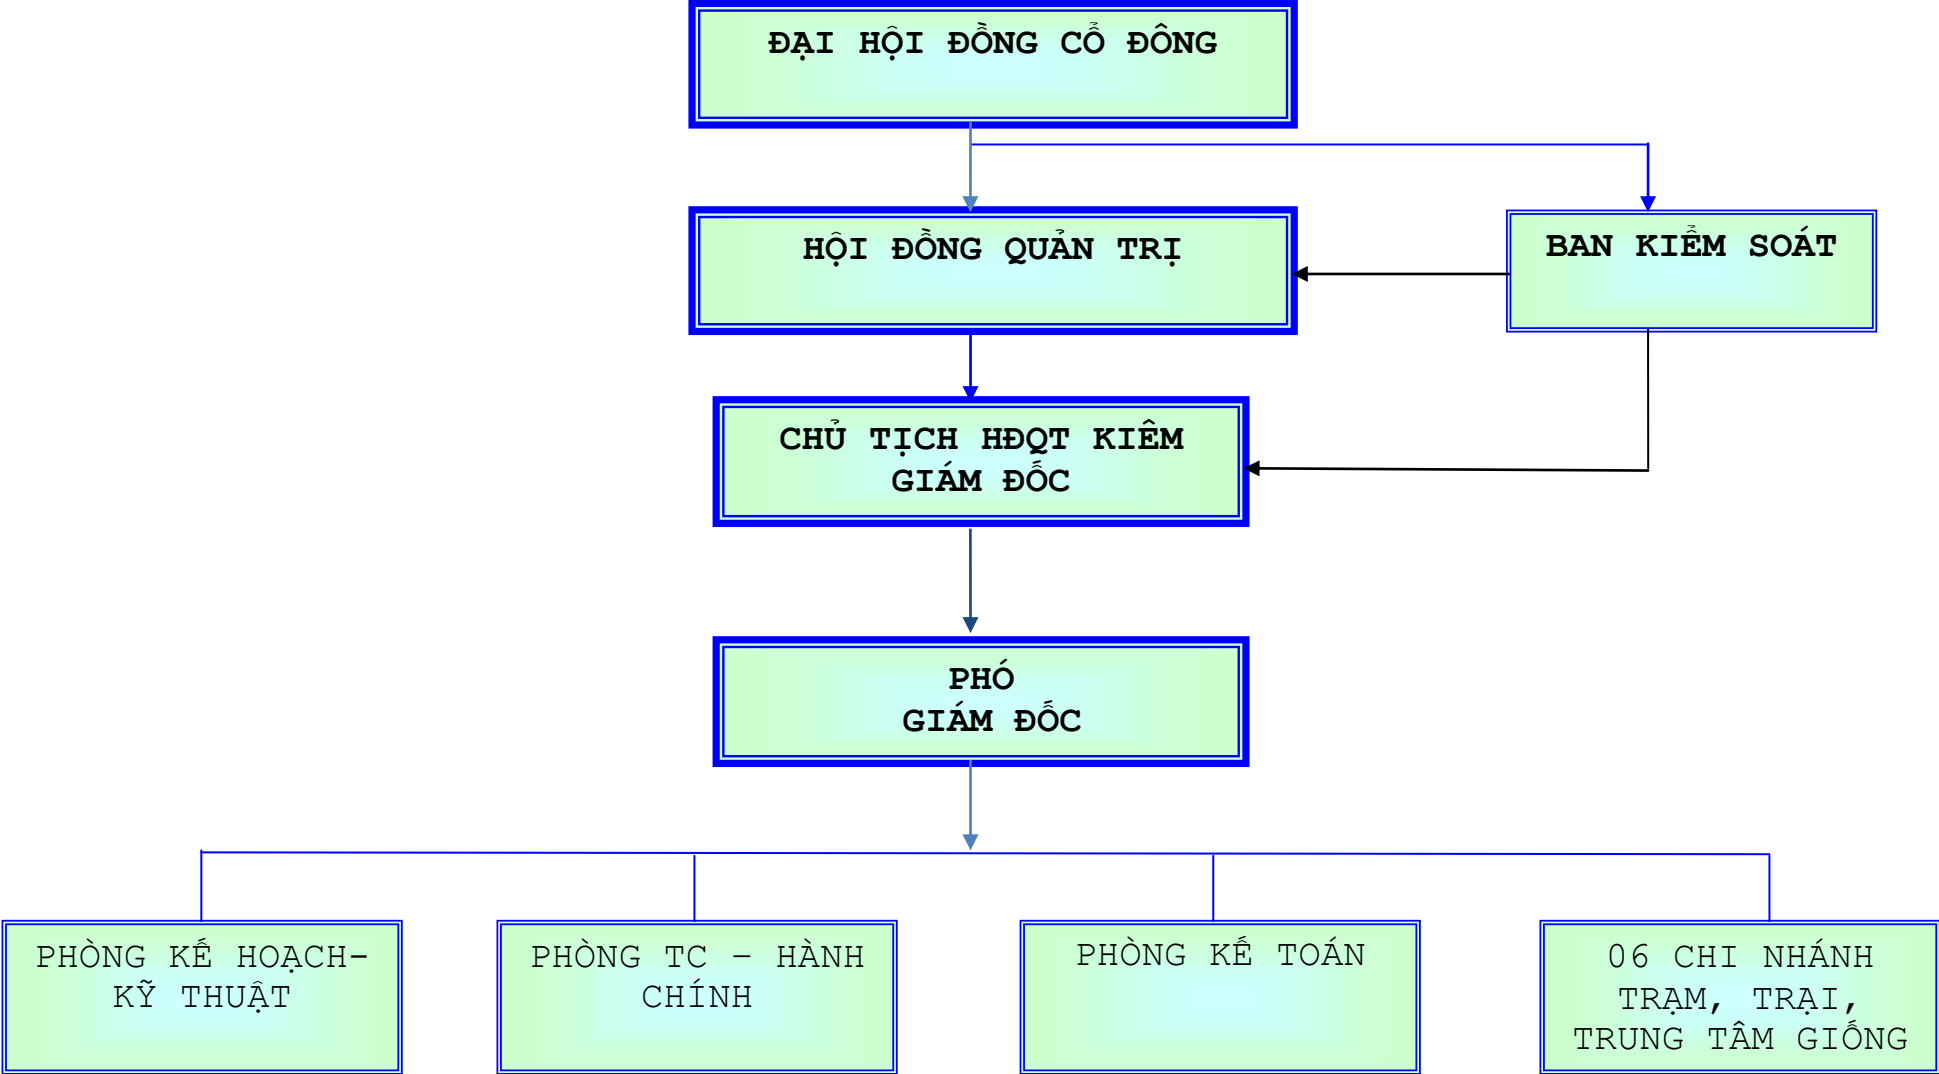 ĐẠI HỘI ĐỒNG CỔ ĐÔNG
HỘI ĐỒNG QUẢN TRỊ
BAN KIỂM SOÁT
CHỦ TỊCH HĐQT KIÊM
GIÁM ĐỐC
PHÓ
GIÁM ĐỐC
PHÒNG KẾ HOẠCH-
KỸ THUẬT
PHÒNG TC – HÀNH
CHÍNH
PHÒNG KẾ TOÁN
06 CHI NHÁNH
TRẠM, TRẠI,
TRUNG TÂM GIỐNG